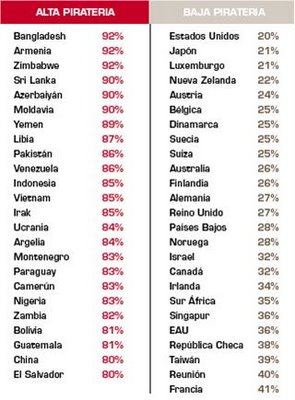 ALTA PIRATERIA
Bangladesh 92%
Armenia 92%
Zimbabwe 92%
Sri Lanka 90%
Azerbaiyán 90%
Moldavia 90%
Yemen 89%
Libia 87%
Pakistán 86%
Venezuela 86%
Indonesia 85%
Vietnam 85%
Irak 85%
Ucrania 84%
Argelia 84%
Montenegro 83%
Paraguay 83%
Camerún 83%
Nigeria 83%
Zambia 82%
Bolivia 81%
Guatemala 81%
China 80%
El Salvador 80%
BAJA PIRATERIA
Estados Unidos 20%
Japón 21%
Luxemburgo 21%
Nueva Zelanda 22%
Austria 24%
Bélgica 25%
Dinamarca 25%
Suecia 25%
Suiza 25%
Australia 26%
Finlandia 26%
Alemania 27%
Reino Unido 27%
Países Bajos 28%
Noruega 28%
Israel 32%
Canadá 32%
Irlanda 34%
Sur África 35%
Singapur 36%
EAU 36%
República Checa 38%
Taiwán 39%
Reunión 40%
Francia 41%